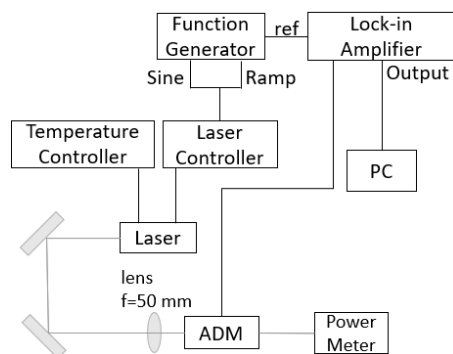 Function
Generator
ref
Lock-in
Amplifier
Sine
Ramp
Output
Temperature
Controller
Laser
Controller
PC
Laser
lens
f=50 mm
ADM
Power
Meter